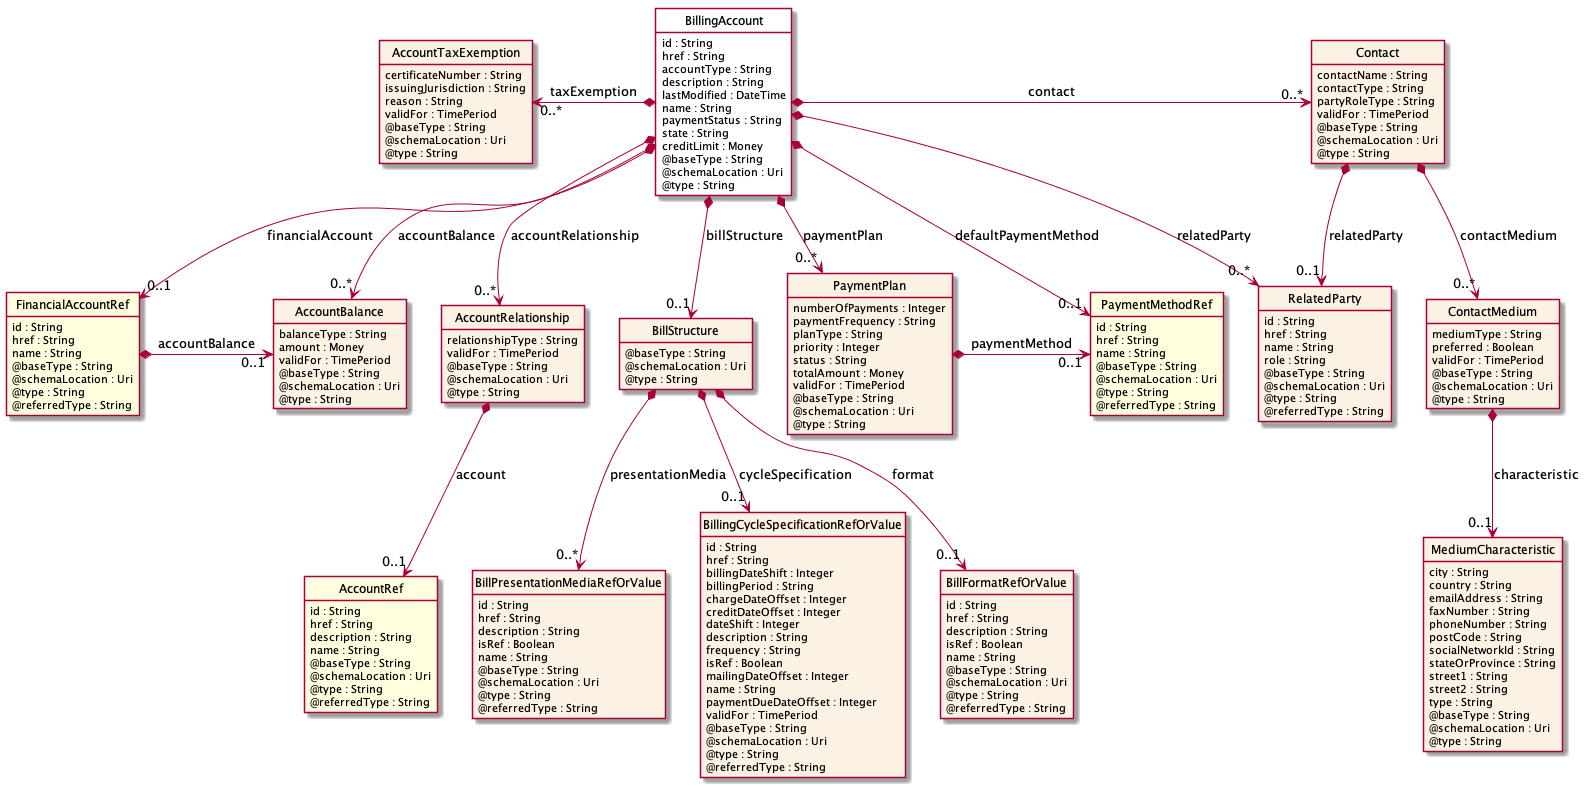 BillingAccount
id : String
href : String
accountType : String
description : String
lastModified : DateTime
name : String
paymentStatus : String
state : String
creditLimit : Money
@baseType : String
@schemaLocation : Uri
@type : String
AccountTaxExemption
certificateNumber : String
issuingJurisdiction : String
reason : String
validFor : TimePeriod
@baseType : String
@schemaLocation : Uri
@type : String
taxExemption
0..*
contact
0..*
Contact
contactName : String
contactType : String
partyRoleType : String
validFor : TimePeriod
@baseType : String
@schemaLocation : Uri
@type : String
financialAccount
0..1
accountBalance
0..*
accountRelationship
0..*
billStructure
0..1
paymentPlan
0..*
defaultPaymentMethod
0..1
relatedParty
0..*
relatedParty
0..1
contactMedium
0..*
FinancialAccountRef
id : String
href : String
name : String
@baseType : String
@schemaLocation : Uri
@type : String
@referredType : String
accountBalance
0..1
AccountBalance
balanceType : String
amount : Money
validFor : TimePeriod
@baseType : String
@schemaLocation : Uri
@type : String
AccountRelationship
relationshipType : String
validFor : TimePeriod
@baseType : String
@schemaLocation : Uri
@type : String
BillStructure
@baseType : String
@schemaLocation : Uri
@type : String
PaymentPlan
numberOfPayments : Integer
paymentFrequency : String
planType : String
priority : Integer
status : String
totalAmount : Money
validFor : TimePeriod
@baseType : String
@schemaLocation : Uri
@type : String
paymentMethod
0..1
PaymentMethodRef
id : String
href : String
name : String
@baseType : String
@schemaLocation : Uri
@type : String
@referredType : String
RelatedParty
id : String
href : String
name : String
role : String
@baseType : String
@schemaLocation : Uri
@type : String
@referredType : String
ContactMedium
mediumType : String
preferred : Boolean
validFor : TimePeriod
@baseType : String
@schemaLocation : Uri
@type : String
account
0..1
presentationMedia
0..*
cycleSpecification
0..1
format
0..1
characteristic
0..1
AccountRef
id : String
href : String
description : String
name : String
@baseType : String
@schemaLocation : Uri
@type : String
@referredType : String
BillPresentationMediaRefOrValue
id : String
href : String
description : String
isRef : Boolean
name : String
@baseType : String
@schemaLocation : Uri
@type : String
@referredType : String
BillingCycleSpecificationRefOrValue
id : String
href : String
billingDateShift : Integer
billingPeriod : String
chargeDateOffset : Integer
creditDateOffset : Integer
dateShift : Integer
description : String
frequency : String
isRef : Boolean
mailingDateOffset : Integer
name : String
paymentDueDateOffset : Integer
validFor : TimePeriod
@baseType : String
@schemaLocation : Uri
@type : String
@referredType : String
BillFormatRefOrValue
id : String
href : String
description : String
isRef : Boolean
name : String
@baseType : String
@schemaLocation : Uri
@type : String
@referredType : String
MediumCharacteristic
city : String
country : String
emailAddress : String
faxNumber : String
phoneNumber : String
postCode : String
socialNetworkId : String
stateOrProvince : String
street1 : String
street2 : String
type : String
@baseType : String
@schemaLocation : Uri
@type : String